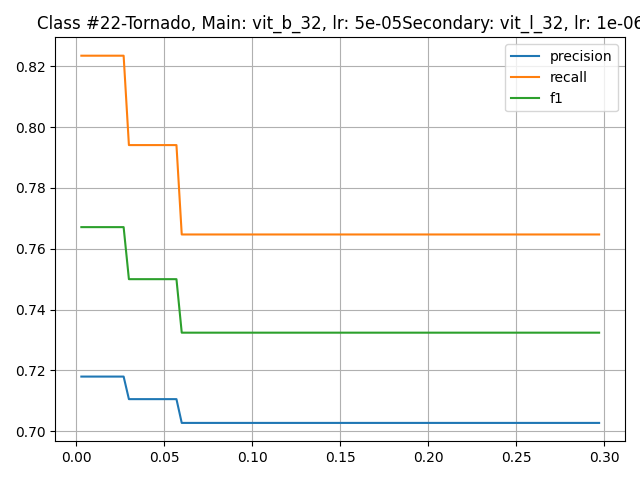 Class #22-Tornado, Main: vit_b_32, lr: 5e-05Secondary: vit_l_32, lr: 1e-06
precision
recall
f1
0.82
0.80
0.78
0.76
0.74
0.72
0.70
0.00 0.05 0.10 0.15 0.20 0.25 0.30